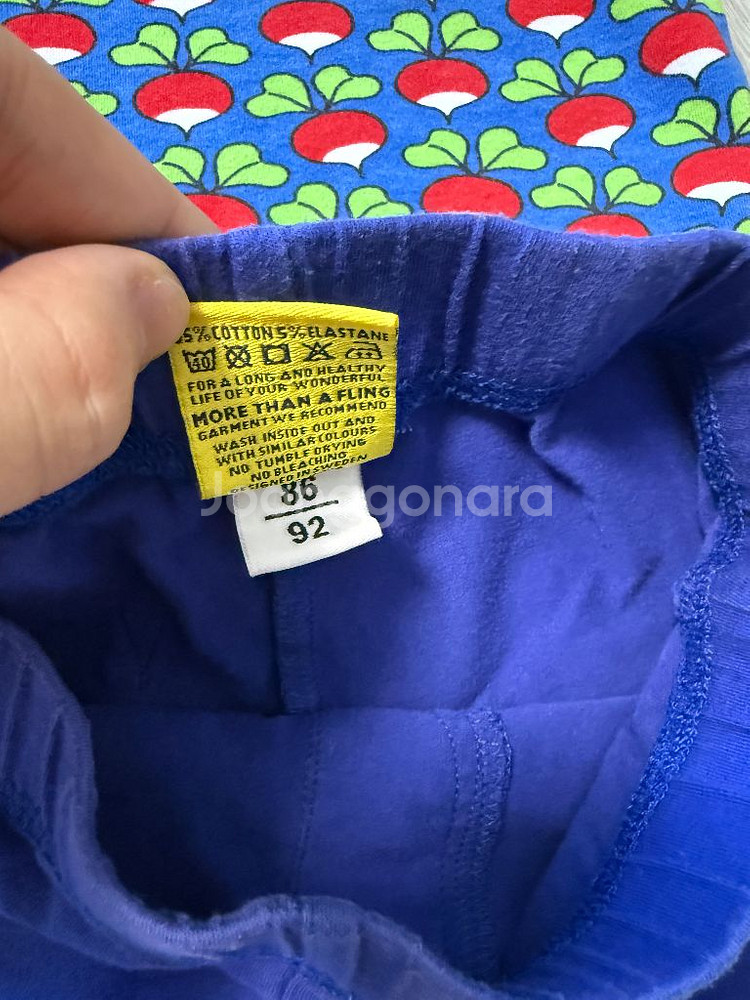 5% COTTON 5% ELASTANE
40
FOR A LONG AND HEALTHY
LIFE OF YOUR WONDERFUL
MORE THAN A FLING
GARMENT WE RECOMMEND
WASH INSIDE OUT AND
WITH SIMILAR COLOURS
NO TUMBLE DRYING
NO BLEACHING
DESIGNED IN SWEDEN
86
92